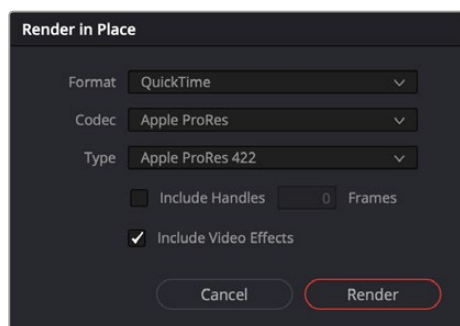 Render in Place
Format QuickTime
Codec Apple ProRes
Type Apple ProRes 422
Include Handles 0 Frames
Include Video Effects
Cancel Render